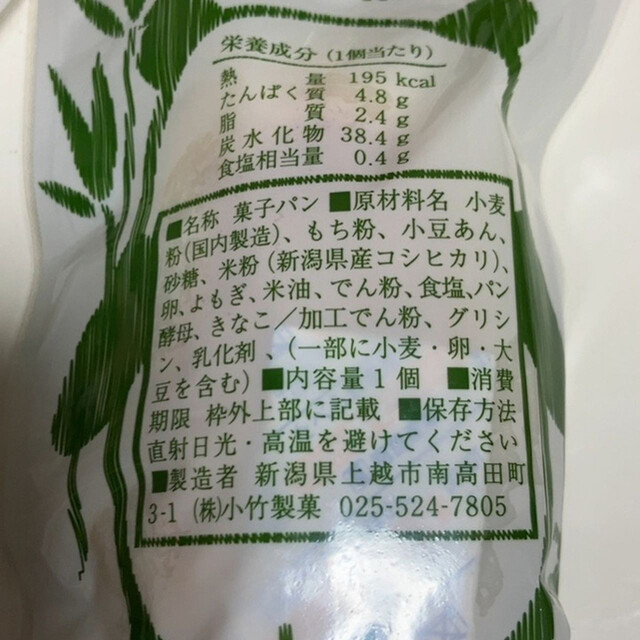 栄養成分 (1個当たり)
熱量 195 kcal
たんぱく質 4.8 g
脂質 2.4 g
炭水化物 38.4 g
食塩相当量 0.4 g
■名称 菓子パン ■原材料名 小麦
粉(国内製造)、もち粉、小豆あん、
砂糖、米粉(新潟県産コシヒカリ)、
卵、よもぎ、米油、でん粉、食塩、パン
酵母、きなこ/加工でん粉、グリシ
ン、乳化剤、(一部に小麦・卵・大
豆を含む) ■内容量1個 ■消費
期限 枠外上部に記載 ■保存方法
直射日光・高温を避けてください
■製造者 新潟県上越市南高田町
3-1 (株)小竹製菓 025-524-7805